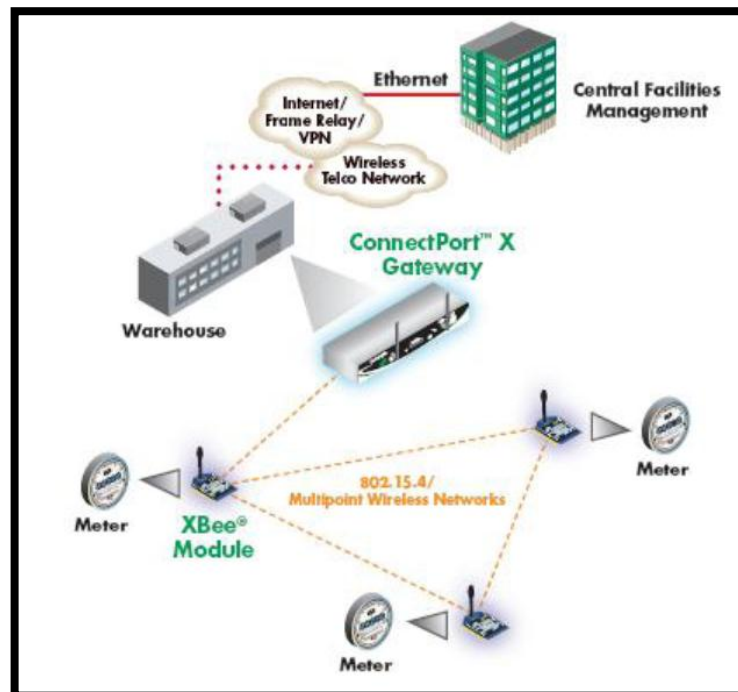 Ethernet
Central Facilities
Management
Internet/
Frame Relay/
VPN
Wireless
Telco Network
ConnectPort™ X
Gateway
Warehouse
802.15.4/
Multipoint Wireless Networks
Meter
Meter
XBee®
Module
Meter